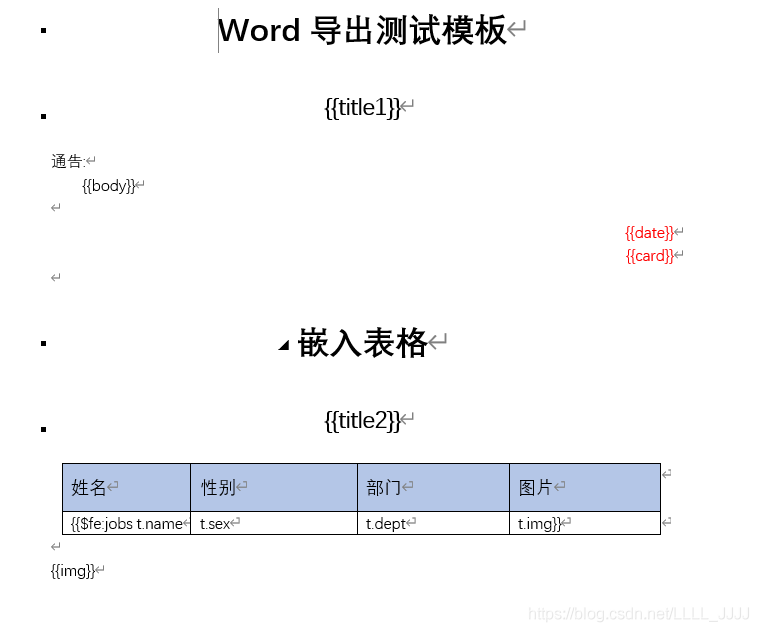 Word 导出测试模板
{{title1}}
通告:
{{body}}
{{date}}
{{card}}
嵌入表格
{{title2}}
姓名 性别 部门 图片
{{$fe:jobs t.name t.sex t.dept t.img}}
{{img}}
https://blog.csdn.net/LLLL_JJJJ